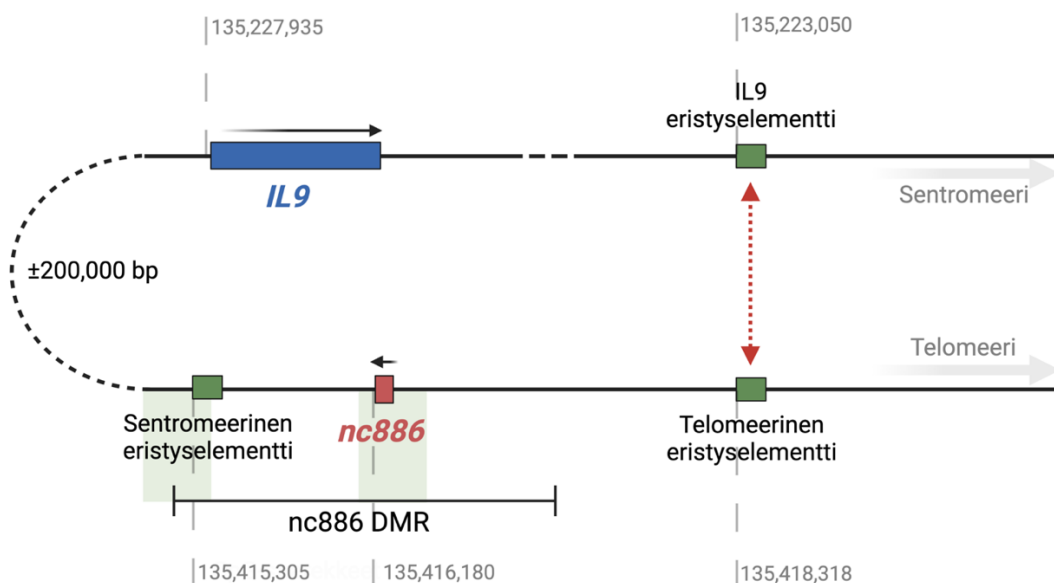 135,227,935
135,223,050
IL9
eristyselementti
IL9
Sentromeeri
±200,000 bp
Telomeeri
Sentromeerinen
eristyselementti
nc886
Telomeerinen
eristyselementti
nc886 DMR
135,415,305
135,416,180
135,418,318